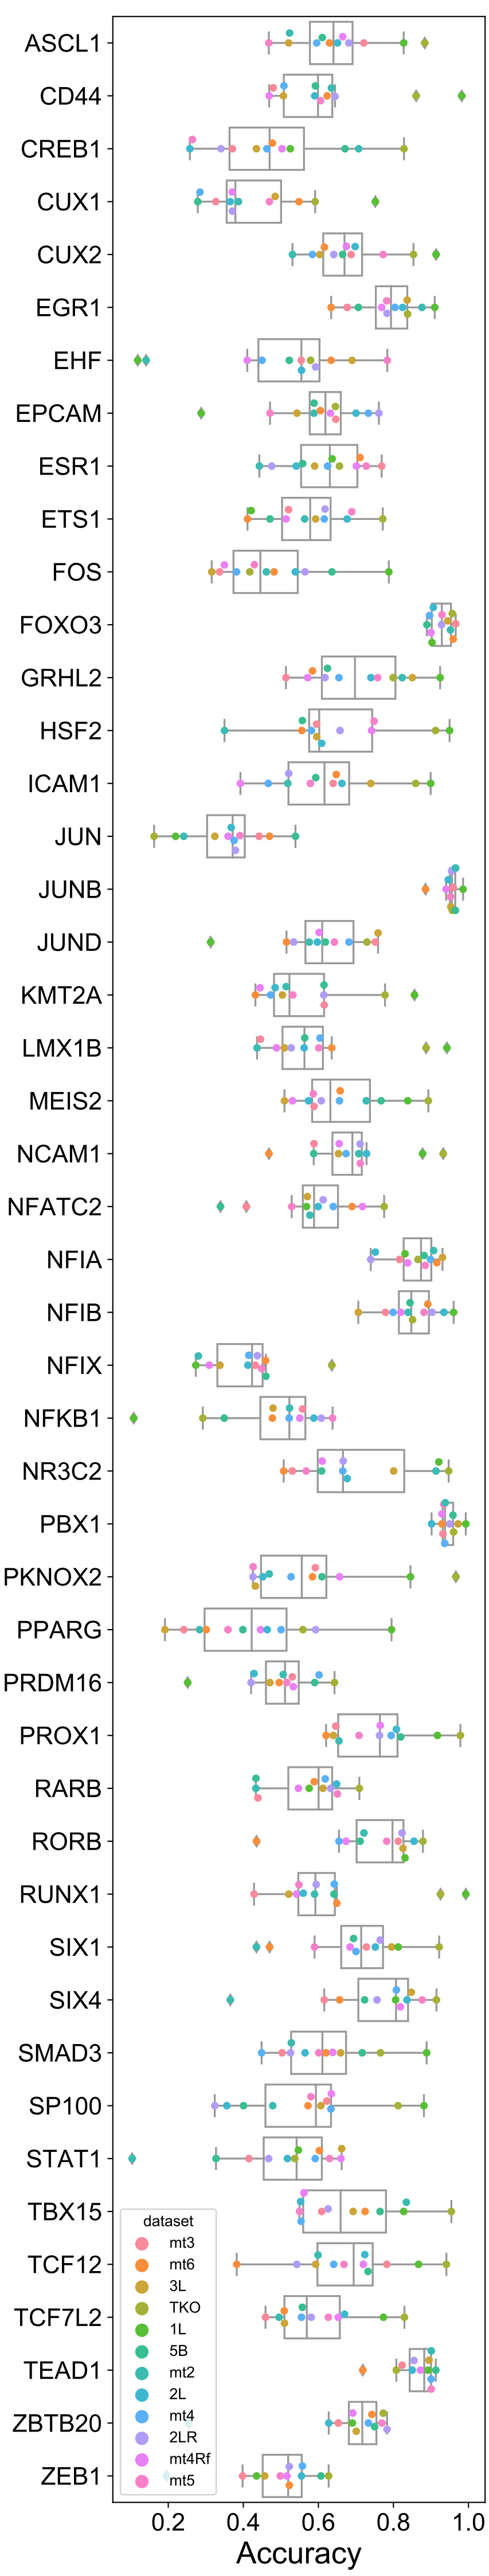 ASCL1
CD44
CREB1
CUX1
CUX2
EGR1
EHF
EPCAM
ESR1
ETS1
FOS
FOXO3
GRHL2
HSF2
ICAM1
JUN
JUNB
JUND
KMT2A
LMX1B
MEIS2
NCAM1
NFATC2
NFIA
NFIB
NFIX
NFKB1
NR3C2
PBX1
PKNOX2
PPARG
PRDM16
PROX1
RARB
RORB
RUNX1
SIX1
SIX4
SMAD3
SP100
STAT1
TBX15
TCF12
TCF7L2
TEAD1
ZBTB20
ZEB1
dataset
mt3
mt6
3L
TKO
1L
5B
mt2
2L
mt4
2LR
mt4Rf
mt5
0.2 0.4 0.6 0.8 1.0
Accuracy